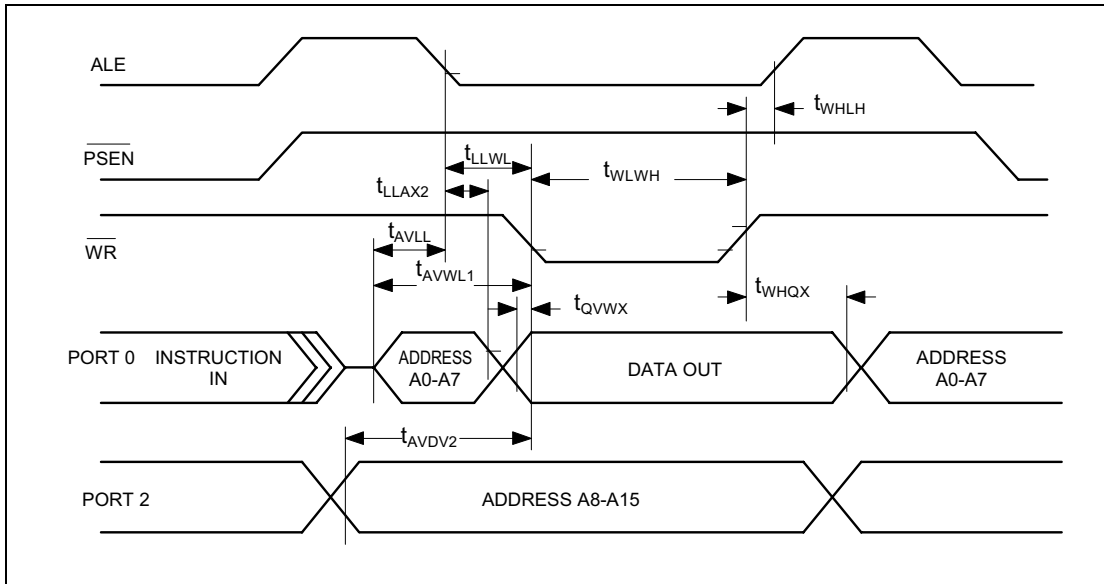 ALE
tWHLH
PSEN
tLLWL
tWLWH
tLLAX2
WR
tAVLL
tAVWL1
tWHQX
tQVWX
PORT 0
INSTRUCTION
IN
ADDRESS
A0-A7
DATA OUT
ADDRESS
A0-A7
tAVDV2
PORT 2
ADDRESS A8-A15